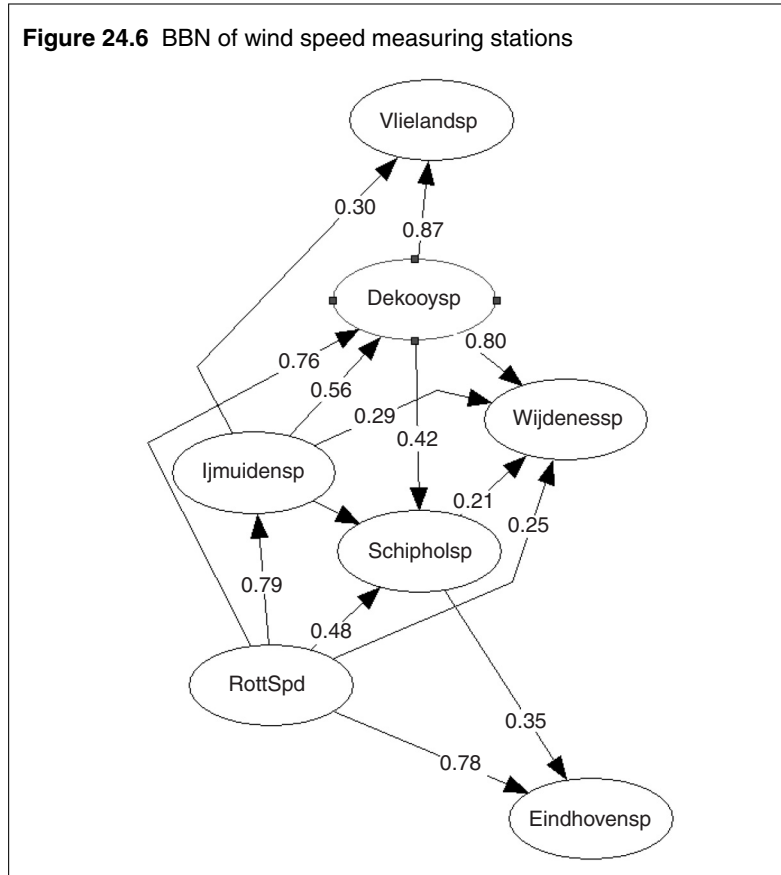 Figure 24.6 BBN of wind speed measuring stations
Vlielandsp
0.30
0.87
Dekooysp
0.76
0.80
0.56
0.29
Wijdenessp
0.42
Ijmuidensp
0.21
0.25
Schipholsp
0.79
0.48
RottSpd
0.35
0.78
Eindhovensp